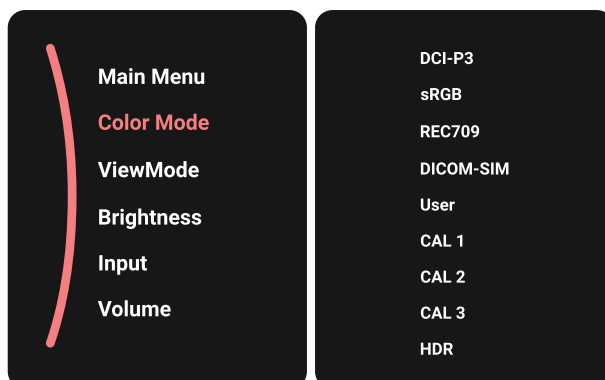 Main Menu
Color Mode
ViewMode
Brightness
Input
Volume
DCI-P3
sRGB
REC709
DICOM-SIM
User
CAL 1
CAL 2
CAL 3
HDR